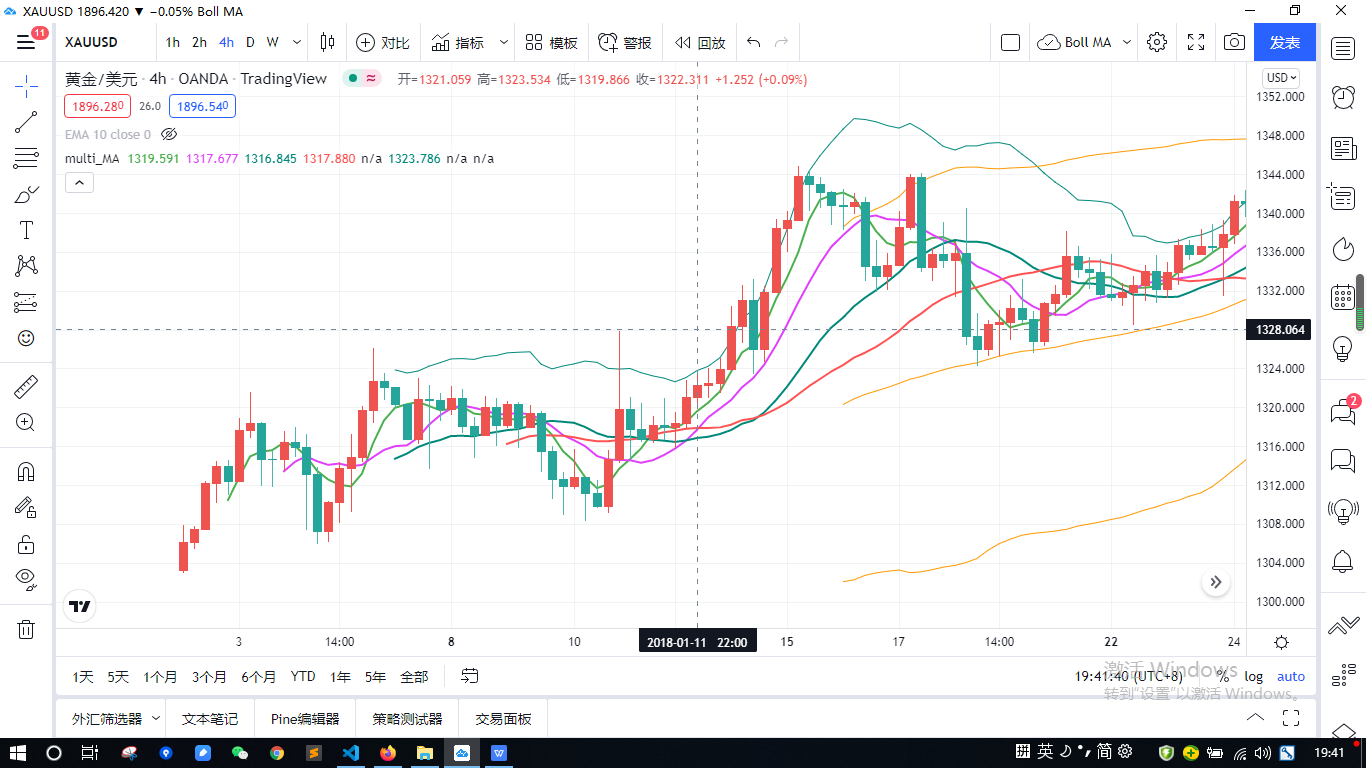 XAUUSD 1896.420 ▼ −0.05% Boll MA
11
XAUUSD 1h 2h 4h D W 对比 指标 模板 警报 回放 Boll MA 发表
黄金/美元 · 4h · OANDA · TradingView ≈ 开=1321.059 高=1323.534 低=1319.866 收=1322.311 +1.252 (+0.09%)
USD
1896.280 26.0 1896.540
EMA 10 close 0
multi_MA 1319.591 1317.677 1316.845 1317.880 n/a 1323.786 n/a n/a
1352.000
1348.000
1344.000
1340.000
1336.000
1332.000
1328.064
1324.000
1320.000
1316.000
1312.000
1308.000
1304.000
1300.000
2
3 14:00 8 10 2018-01-11 22:00 15 17 14:00 22 24
1天 5天 1个月 3个月 6个月 YTD 1年 5年 全部 19:41:40 (UTC+8) % log auto
激活 Windows
转到"设置"以激活 Windows。
外汇筛选器 文本笔记 Pine编辑器 策略测试器 交易面板
英 简 19:41